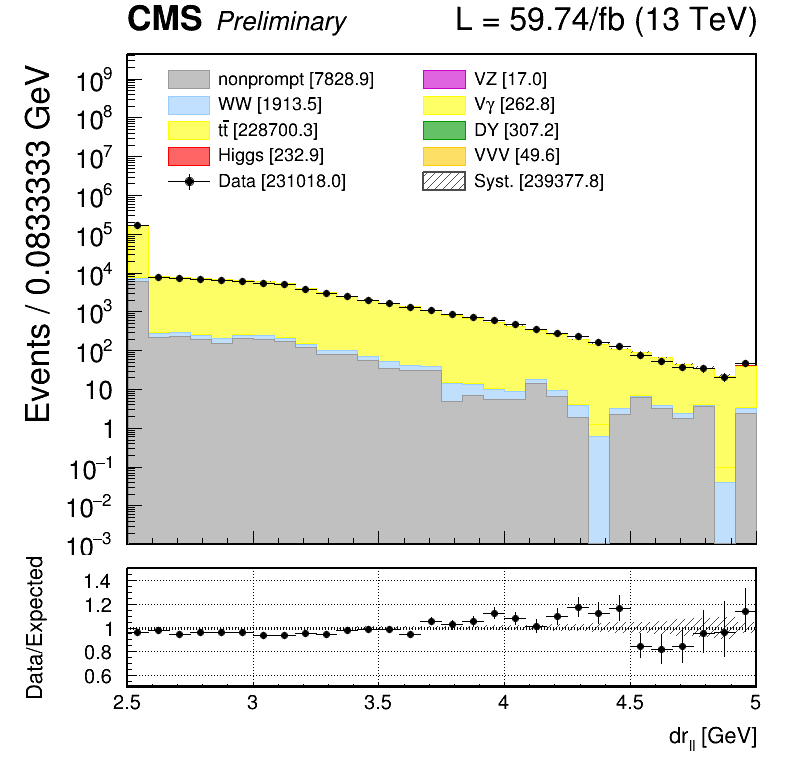 CMS Preliminary L = 59.74/fb (13 TeV)
Events / 0.0833333 GeV
10⁹
10⁸
10⁷
10⁶
10⁵
10⁴
10³
10²
10
1
10⁻¹
10⁻²
10⁻³
nonprompt [7828.9]
WW [1913.5]
tt̄ [228700.3]
Higgs [232.9]
Data [231018.0]
VZ [17.0]
Vγ [262.8]
DY [307.2]
VVV [49.6]
Syst. [239377.8]
Data/Expected
1.4
1.2
1
0.8
0.6
2.5 3 3.5 4 4.5 5
dr_ll [GeV]